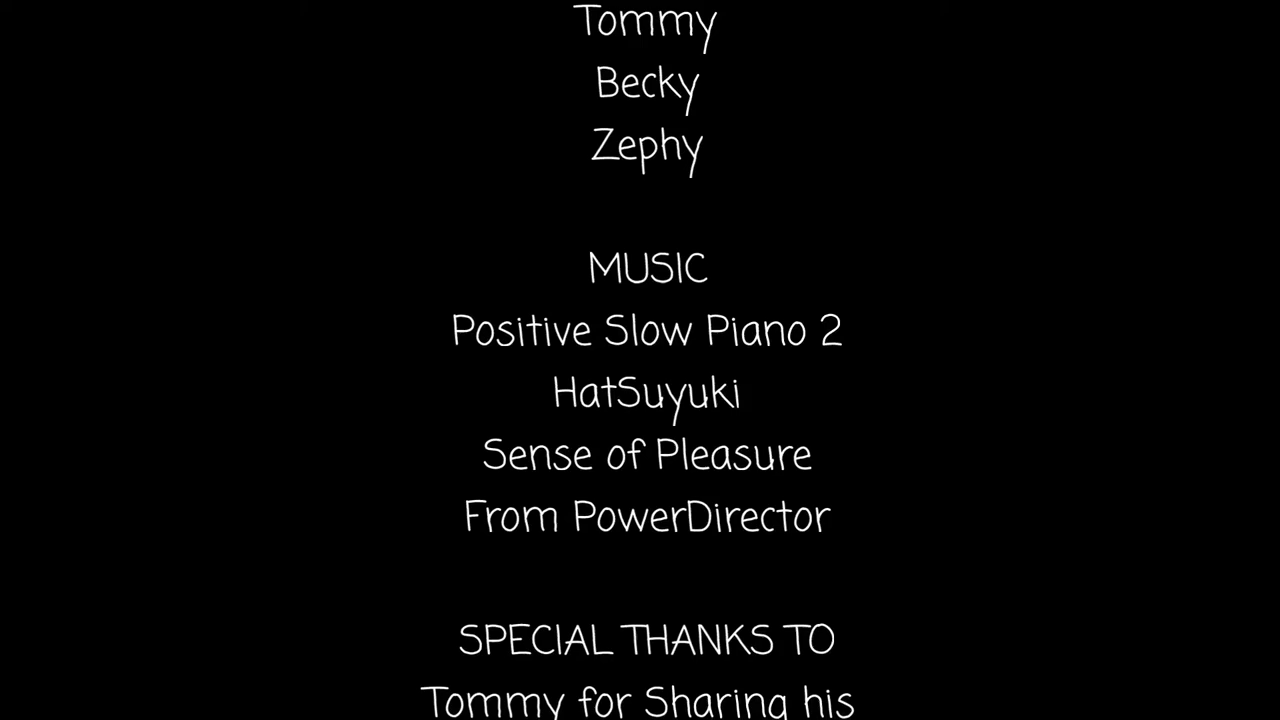 Tommy
Becky
Zephy
MUSIC
Positive Slow Piano 2
HatSuyuki
Sense of Pleasure
From PowerDirector
SPECIAL THANKS TO
Tommy for Sharing his